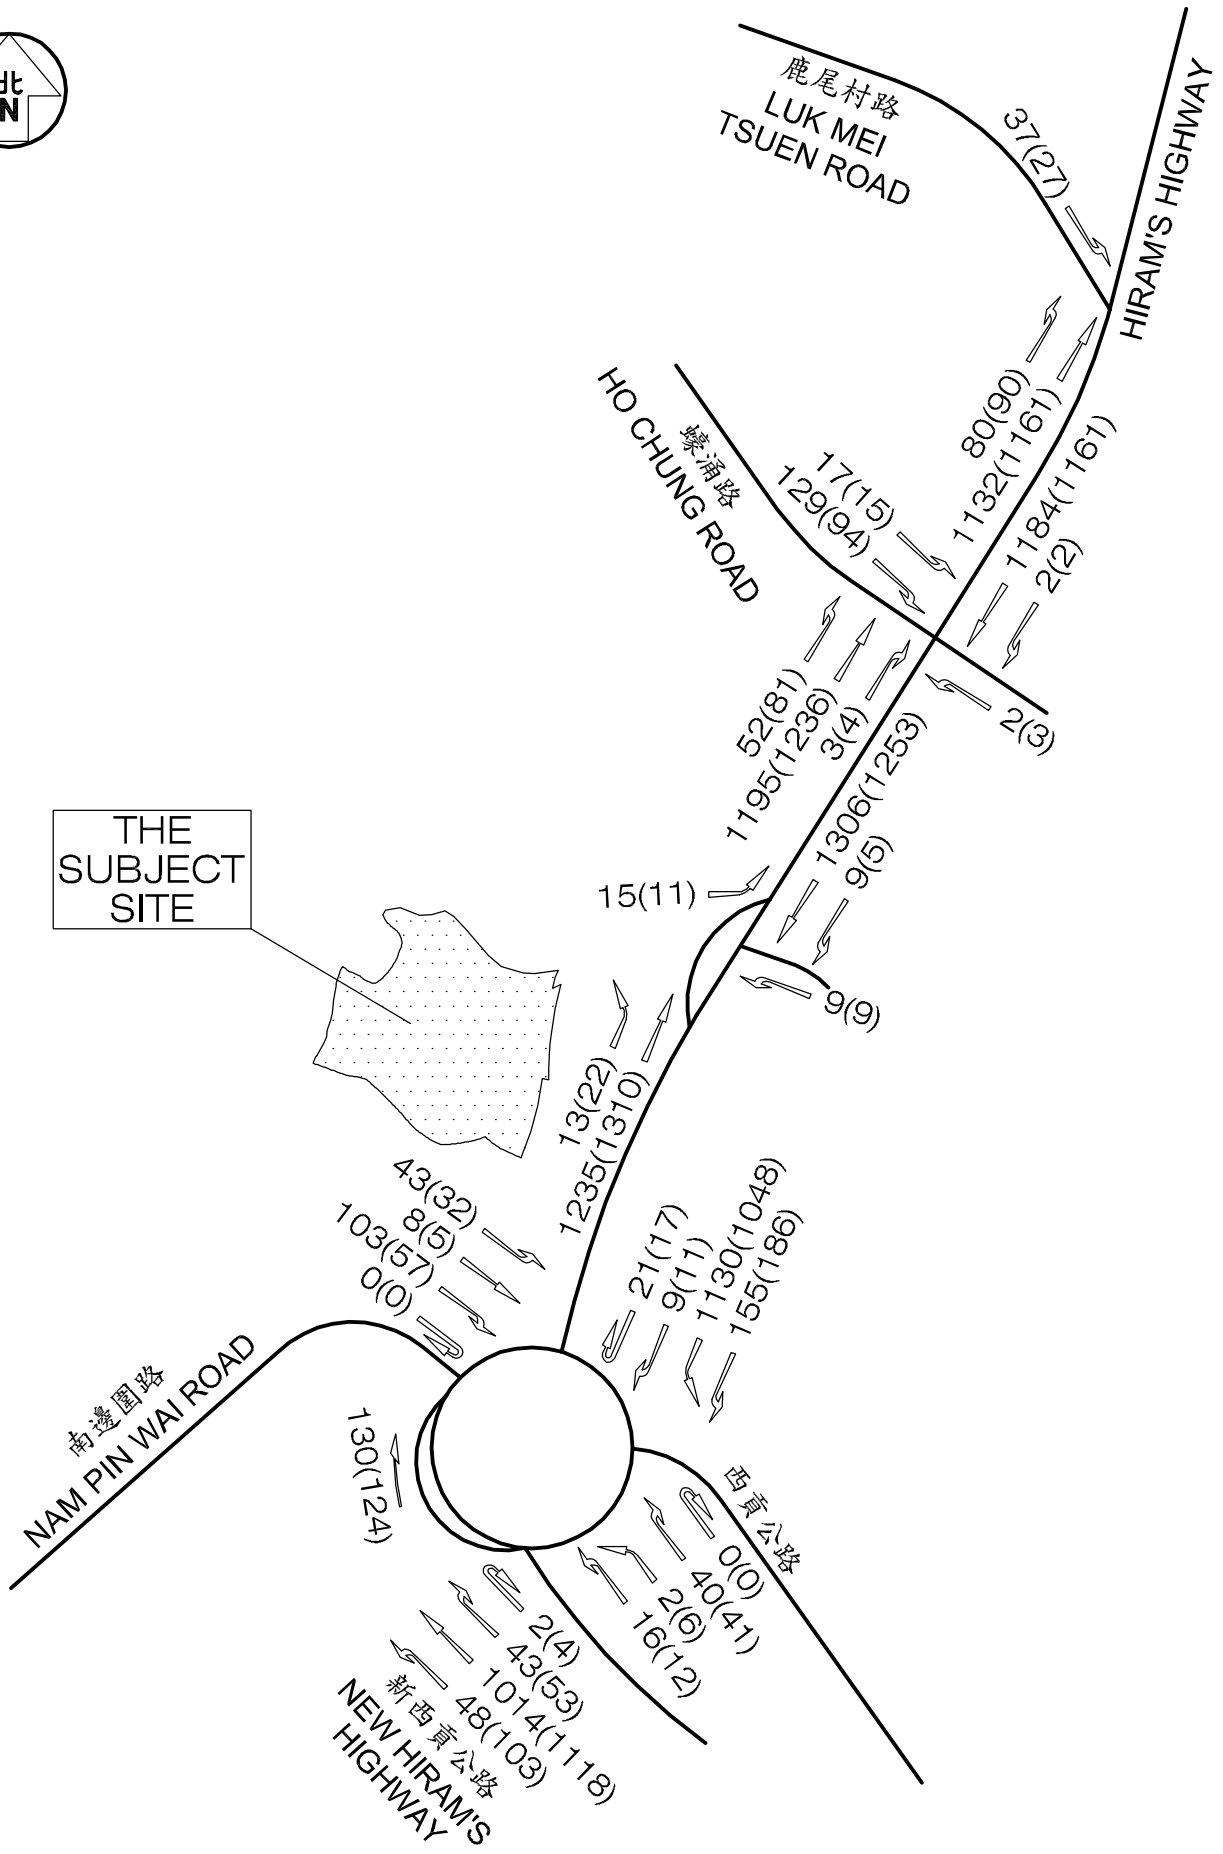 北
N
鹿尾村路
LUK MEI
TSUEN ROAD
37(27)
HIRAM'S HIGHWAY
80(90)
1132(1161)
1184(1161)
2(2)
蠔涌路
HO CHUNG ROAD
17(15)
129(94)
52(81)
1195(1236)
3(4)
2(3)
1306(1253)
9(5)
THE
SUBJECT
SITE
15(11)
9(9)
13(22)
1235(1310)
43(32)
8(5)
103(57)
0(0)
21(17)
9(11)
1130(1048)
155(186)
南邊圍路
NAM PIN WAI ROAD
130(124)
西貢公路
0(0)
40(41)
2(6)
16(12)
2(4)
43(53)
1014(1118)
48(103)
新西貢公路
NEW HIRAM'S
HIGHWAY